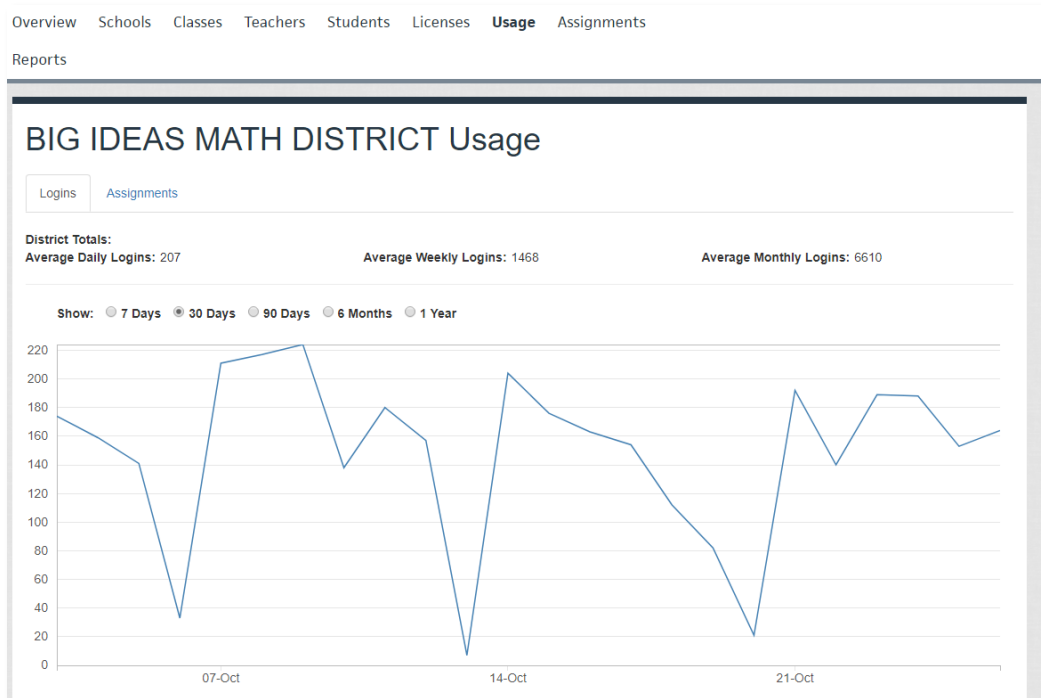 Overview Schools Classes Teachers Students Licenses Usage Assignments
Reports
BIG IDEAS MATH DISTRICT Usage
Logins Assignments
District Totals:
Average Daily Logins: 207 Average Weekly Logins: 1468 Average Monthly Logins: 6610
Show: 7 Days 30 Days 90 Days 6 Months 1 Year
220
200
180
160
140
120
100
80
60
40
20
0
07-Oct 14-Oct 21-Oct